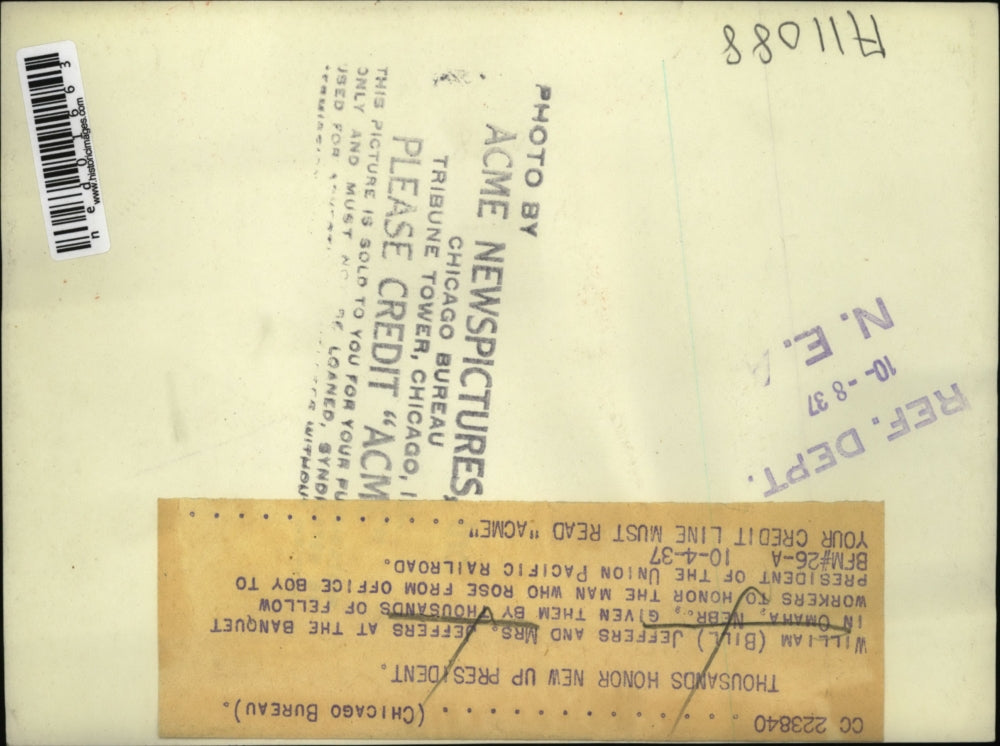 A11088
www.historicimages.com
ned016663
PHOTO BY
ACME NEWSPICTURES,
CHICAGO BUREAU
TRIBUNE TOWER, CHICAGO,
PLEASE CREDIT "ACM
THIS PICTURE IS SOLD TO YOU FOR YOUR
ONLY AND MUST LOANED,
USED FOR
N. E. A
10--8 37
REF. DEPT.
CC 223840 . . . . . . . . . . . . . (CHICAGO BUREAU).
THOUSANDS HONOR NEW UP PRESIDENT.
WILLIAM (BILL) JEFFERS AND MRS. JEFFERS AT THE BANQUET
IN OMAHA, NEBR., GIVEN THEM BY THOUSANDS OF FELLOW
WORKERS TO HONOR THE MAN WHO ROSE FROM OFFICE BOY TO
PRESIDENT OF THE UNION PACIFIC RAILROAD.
BFM#26-A 10-4-37
YOUR CREDIT LINE MUST READ "ACME"